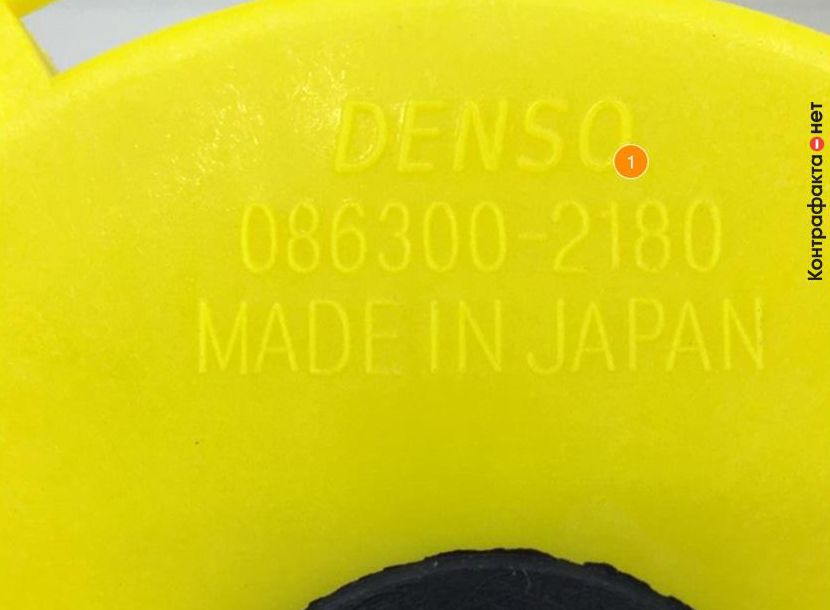 DENSO
1
086300-2180
MADE IN JAPAN
Контрафакта нет